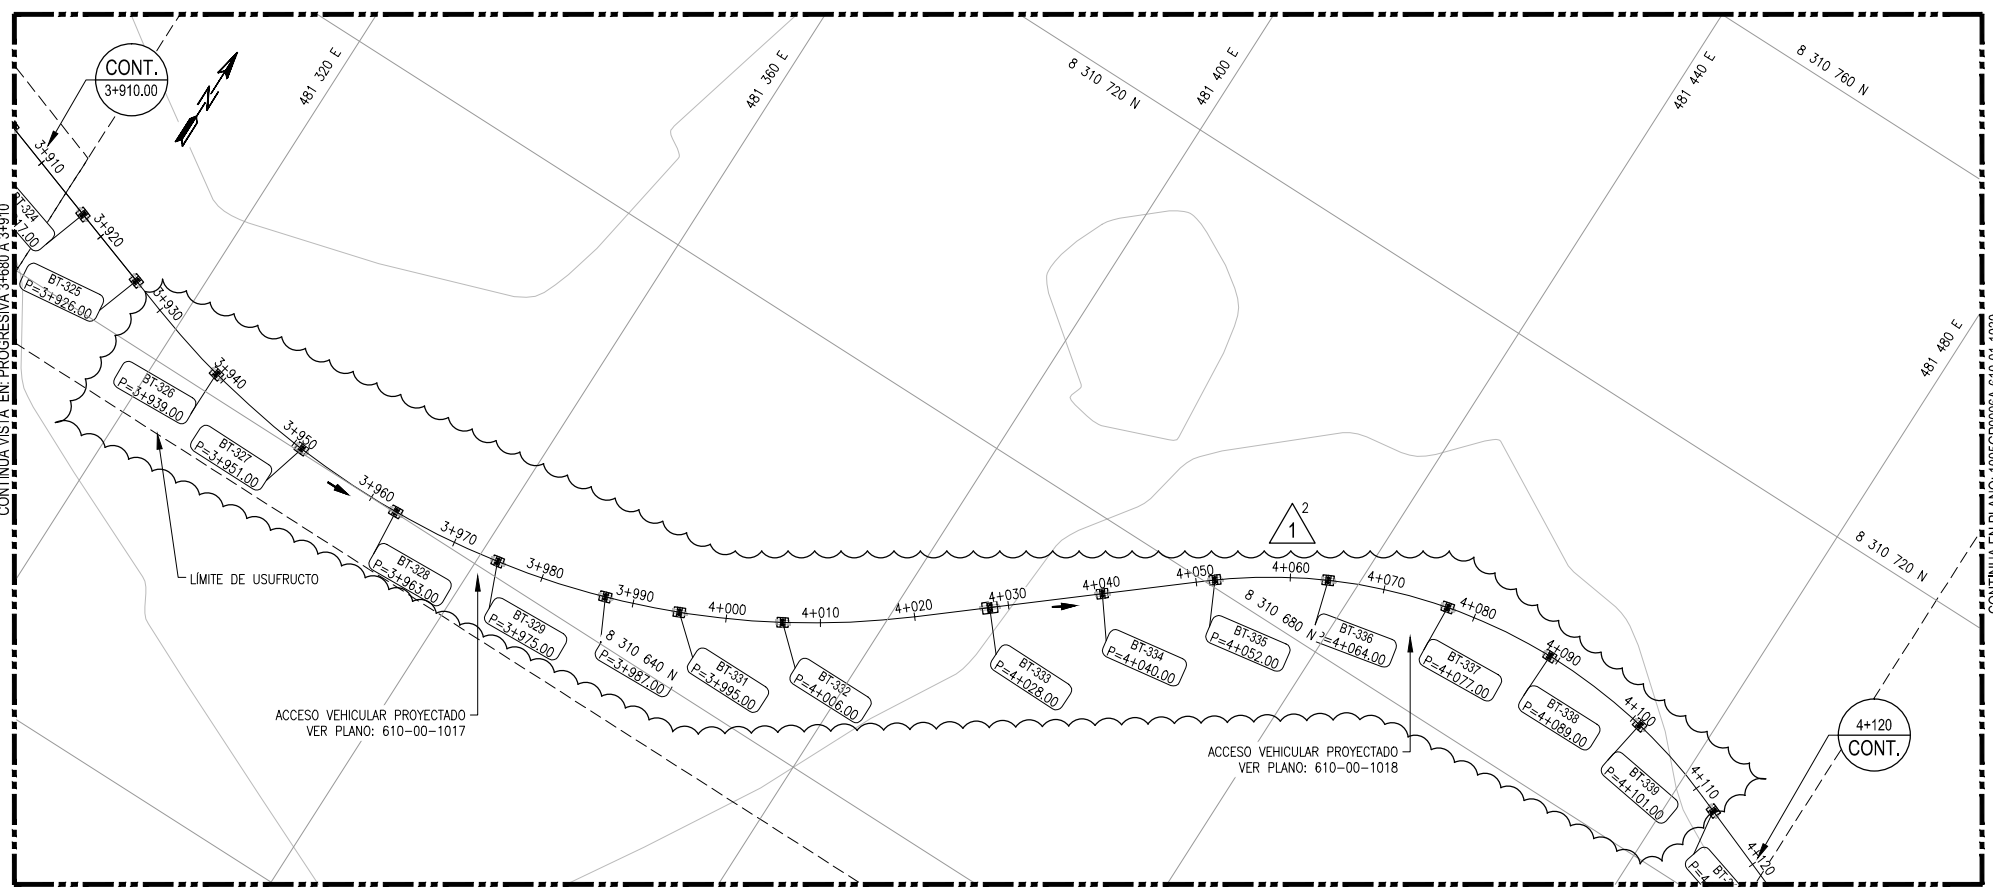 CONT.
3+910.00
N
481 320 E
481 360 E
8 310 720 N
481 400 E
481 440 E
8 310 760 N
481 480 E
8 310 720 N
8 310 680 N
8 310 640 N
CONTINUA VISTA EN: PROGRESIVA 3+680 A 3+910
3+910
3+920
3+930
3+940
3+950
3+960
3+970
3+980
3+990
4+000
4+010
4+020
4+030
4+040
4+050
4+060
4+070
4+080
4+090
4+100
4+110
4+120
BT-324
17.00
BT-325
P=3+926.00
BT-326
P=3+939.00
BT-327
P=3+951.00
BT-328
P=3+963.00
BT-329
P=3+975.00
P=3+987.00
BT-331
P=3+995.00
BT-332
P=4+006.00
BT-333
P=4+028.00
BT-334
P=4+040.00
BT-335
P=4+052.00
BT-336
P=4+064.00
BT-337
P=4+077.00
BT-338
P=4+089.00
BT-339
P=4+101.00
LÍMITE DE USUFRUCTO
ACCESO VEHICULAR PROYECTADO
VER PLANO: 610-00-1017
ACCESO VEHICULAR PROYECTADO
VER PLANO: 610-00-1018
2
1
4+120
CONT.